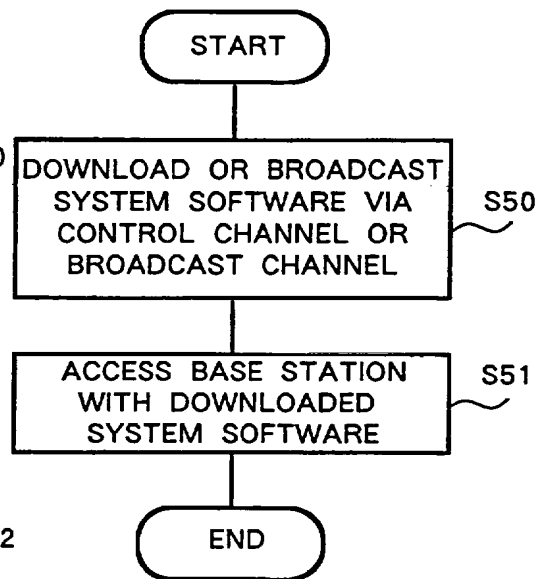 START
DOWNLOAD OR BROADCAST
SYSTEM SOFTWARE VIA
CONTROL CHANNEL OR
BROADCAST CHANNEL
S50
ACCESS BASE STATION
WITH DOWNLOADED
SYSTEM SOFTWARE
S51
END
2